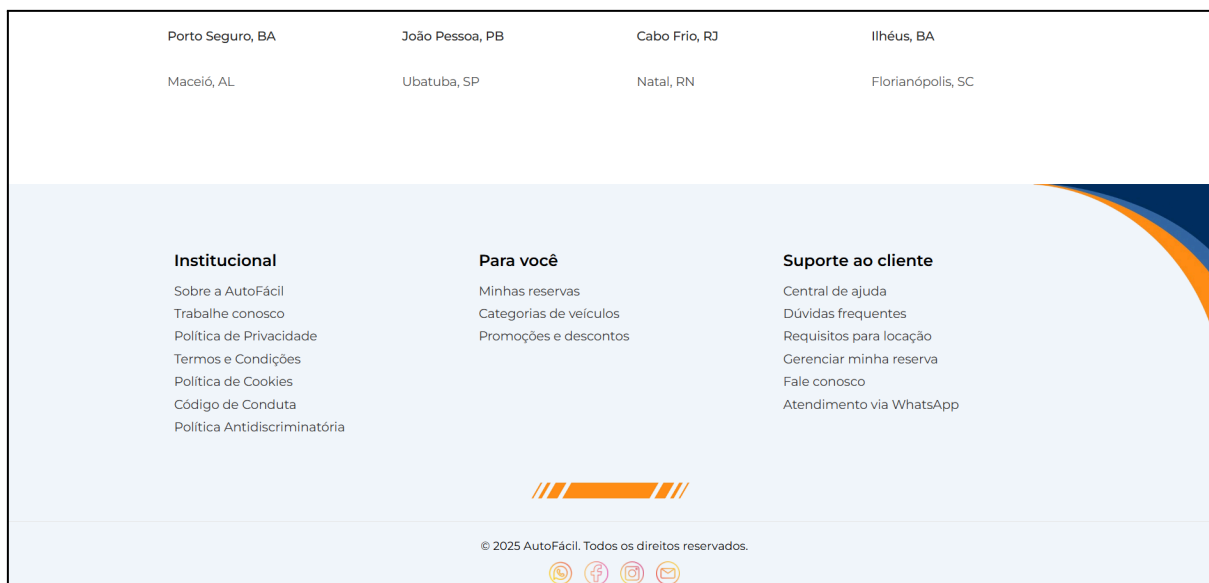 Porto Seguro, BA João Pessoa, PB Cabo Frio, RJ Ilhéus, BA
Maceió, AL Ubatuba, SP Natal, RN Florianópolis, SC
Institucional
Sobre a AutoFácil
Trabalhe conosco
Política de Privacidade
Termos e Condições
Política de Cookies
Código de Conduta
Política Antidiscriminatória
Para você
Minhas reservas
Categorias de veículos
Promoções e descontos
Suporte ao cliente
Central de ajuda
Dúvidas frequentes
Requisitos para locação
Gerenciar minha reserva
Fale conosco
Atendimento via WhatsApp
© 2025 AutoFácil. Todos os direitos reservados.